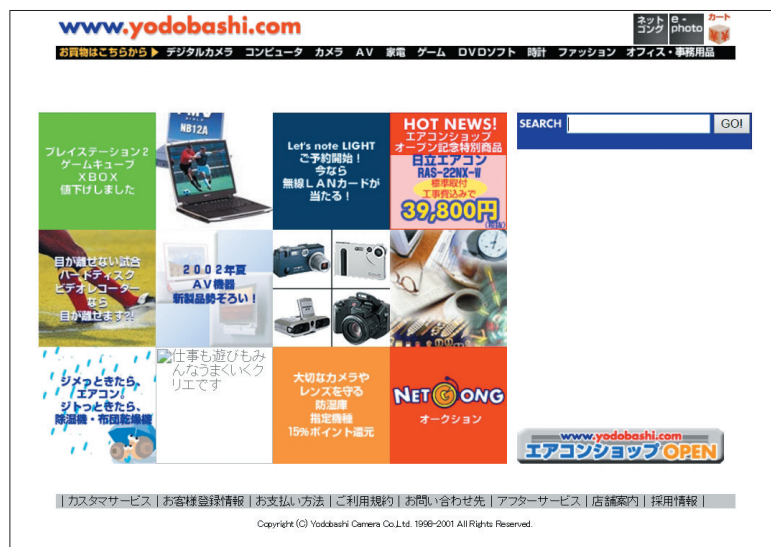 www.yodobashi.com
ネット
ゴング
e -
photo
カート
お買物はこちらから▶ デジタルカメラ コンピュータ カメラ AV 家電 ゲーム DVDソフト 時計 ファッション オフィス・事務用品
プレイステーション2
ゲームキューブ
XBOX
値下げしました
NB12A
Let's note LIGHT
ご予約開始！
今なら
無線LANカードが
当たる！
HOT NEWS!
エアコンショップ
オープン記念特別商品
日立エアコン
RAS-22NX-W
標準取付
工事費込みで
39,800円
(税抜)
SEARCH
GO!
目が離せない試合
ハードディスク
ビデオレコーダー
なら
目が離せます?!
2002年夏
AV機器
新製品勢ぞろい！
ジメっときたら、
エアコン！
ジトっときたら、
除湿機・布団乾燥機
仕事も遊びもみ
んなうまくいくク
リエです
大切なカメラや
レンズを守る
防湿庫
指定機種
15%ポイント還元
NETGONG
オークション
www.yodobashi.com
エアコンショップOPEN
| カスタマサービス | お客様登録情報 | お支払い方法 | ご利用規約 | お問い合わせ先 | アフターサービス | 店舗案内 | 採用情報 |
Copyright (C) Yodobashi Camera Co,Ltd. 1998-2001 All Rights Reserved.